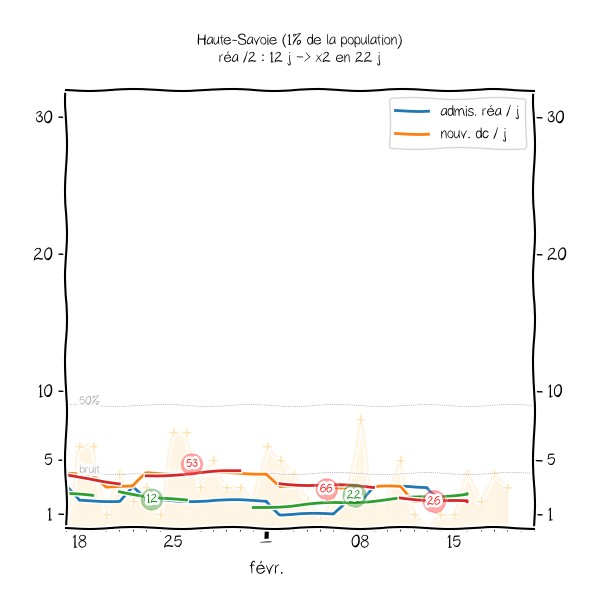 Haute-Savoie (1% de la population)
réa /2 : 12 j -> x2 en 22 j
admis. réa / j
nouv. dc / j
30 30
20 20
10 10
50%
5 5
bruit
53
66
12
22
26
1 1
18 25 1 08 15
févr.